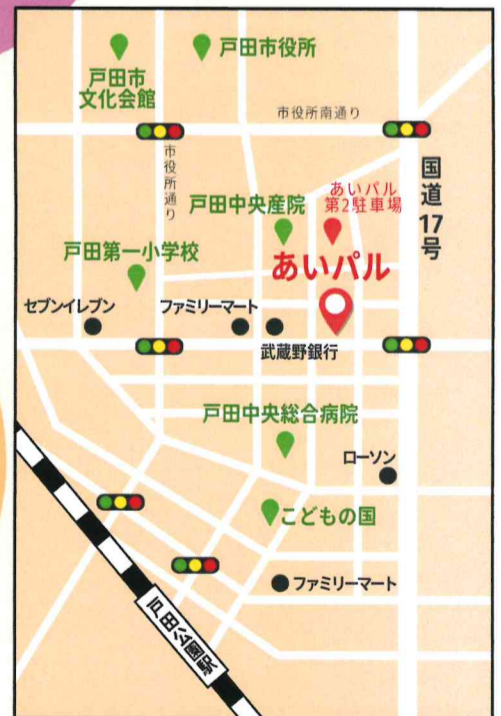 戸田市役所
戸田市
文化会館
市役所南通り
市役所通り
国道17号
あいパル
第2駐車場
戸田中央産院
あいパル
戸田第一小学校
セブンイレブン
ファミリーマート
武蔵野銀行
戸田中央総合病院
ローソン
こどもの国
ファミリーマート
戸田公園駅